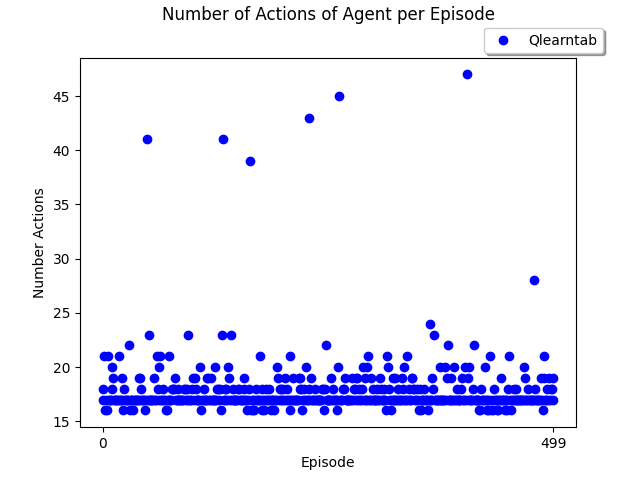 Number of Actions of Agent per Episode
Qlearntab
45
40
35
30
25
20
15
Number Actions
0
499
Episode